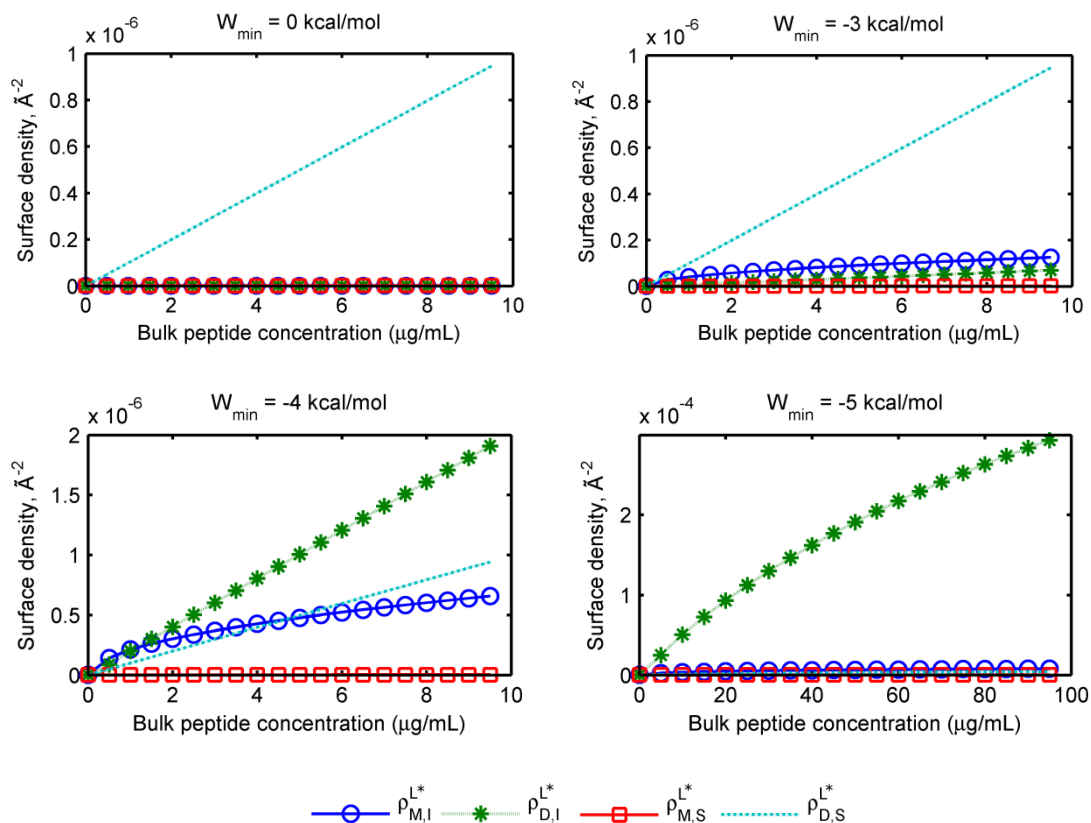 W_min = 0 kcal/mol
x 10^-6
1
0.8
0.6
0.4
0.2
0
Surface density, Ã^-2
0 2 4 6 8 10
Bulk peptide concentration (μg/mL)
W_min = -3 kcal/mol
x 10^-6
1
0.8
0.6
0.4
0.2
0
Surface density, Ã^-2
0 2 4 6 8 10
Bulk peptide concentration (μg/mL)
W_min = -4 kcal/mol
x 10^-6
2
1.5
1
0.5
0
Surface density, Ã^-2
0 2 4 6 8 10
Bulk peptide concentration (μg/mL)
W_min = -5 kcal/mol
x 10^-4
2
0
Surface density, Ã^-2
0 20 40 60 80 100
Bulk peptide concentration (μg/mL)
ρ_M,I^L* ρ_D,I^L* ρ_M,S^L* ρ_D,S^L*